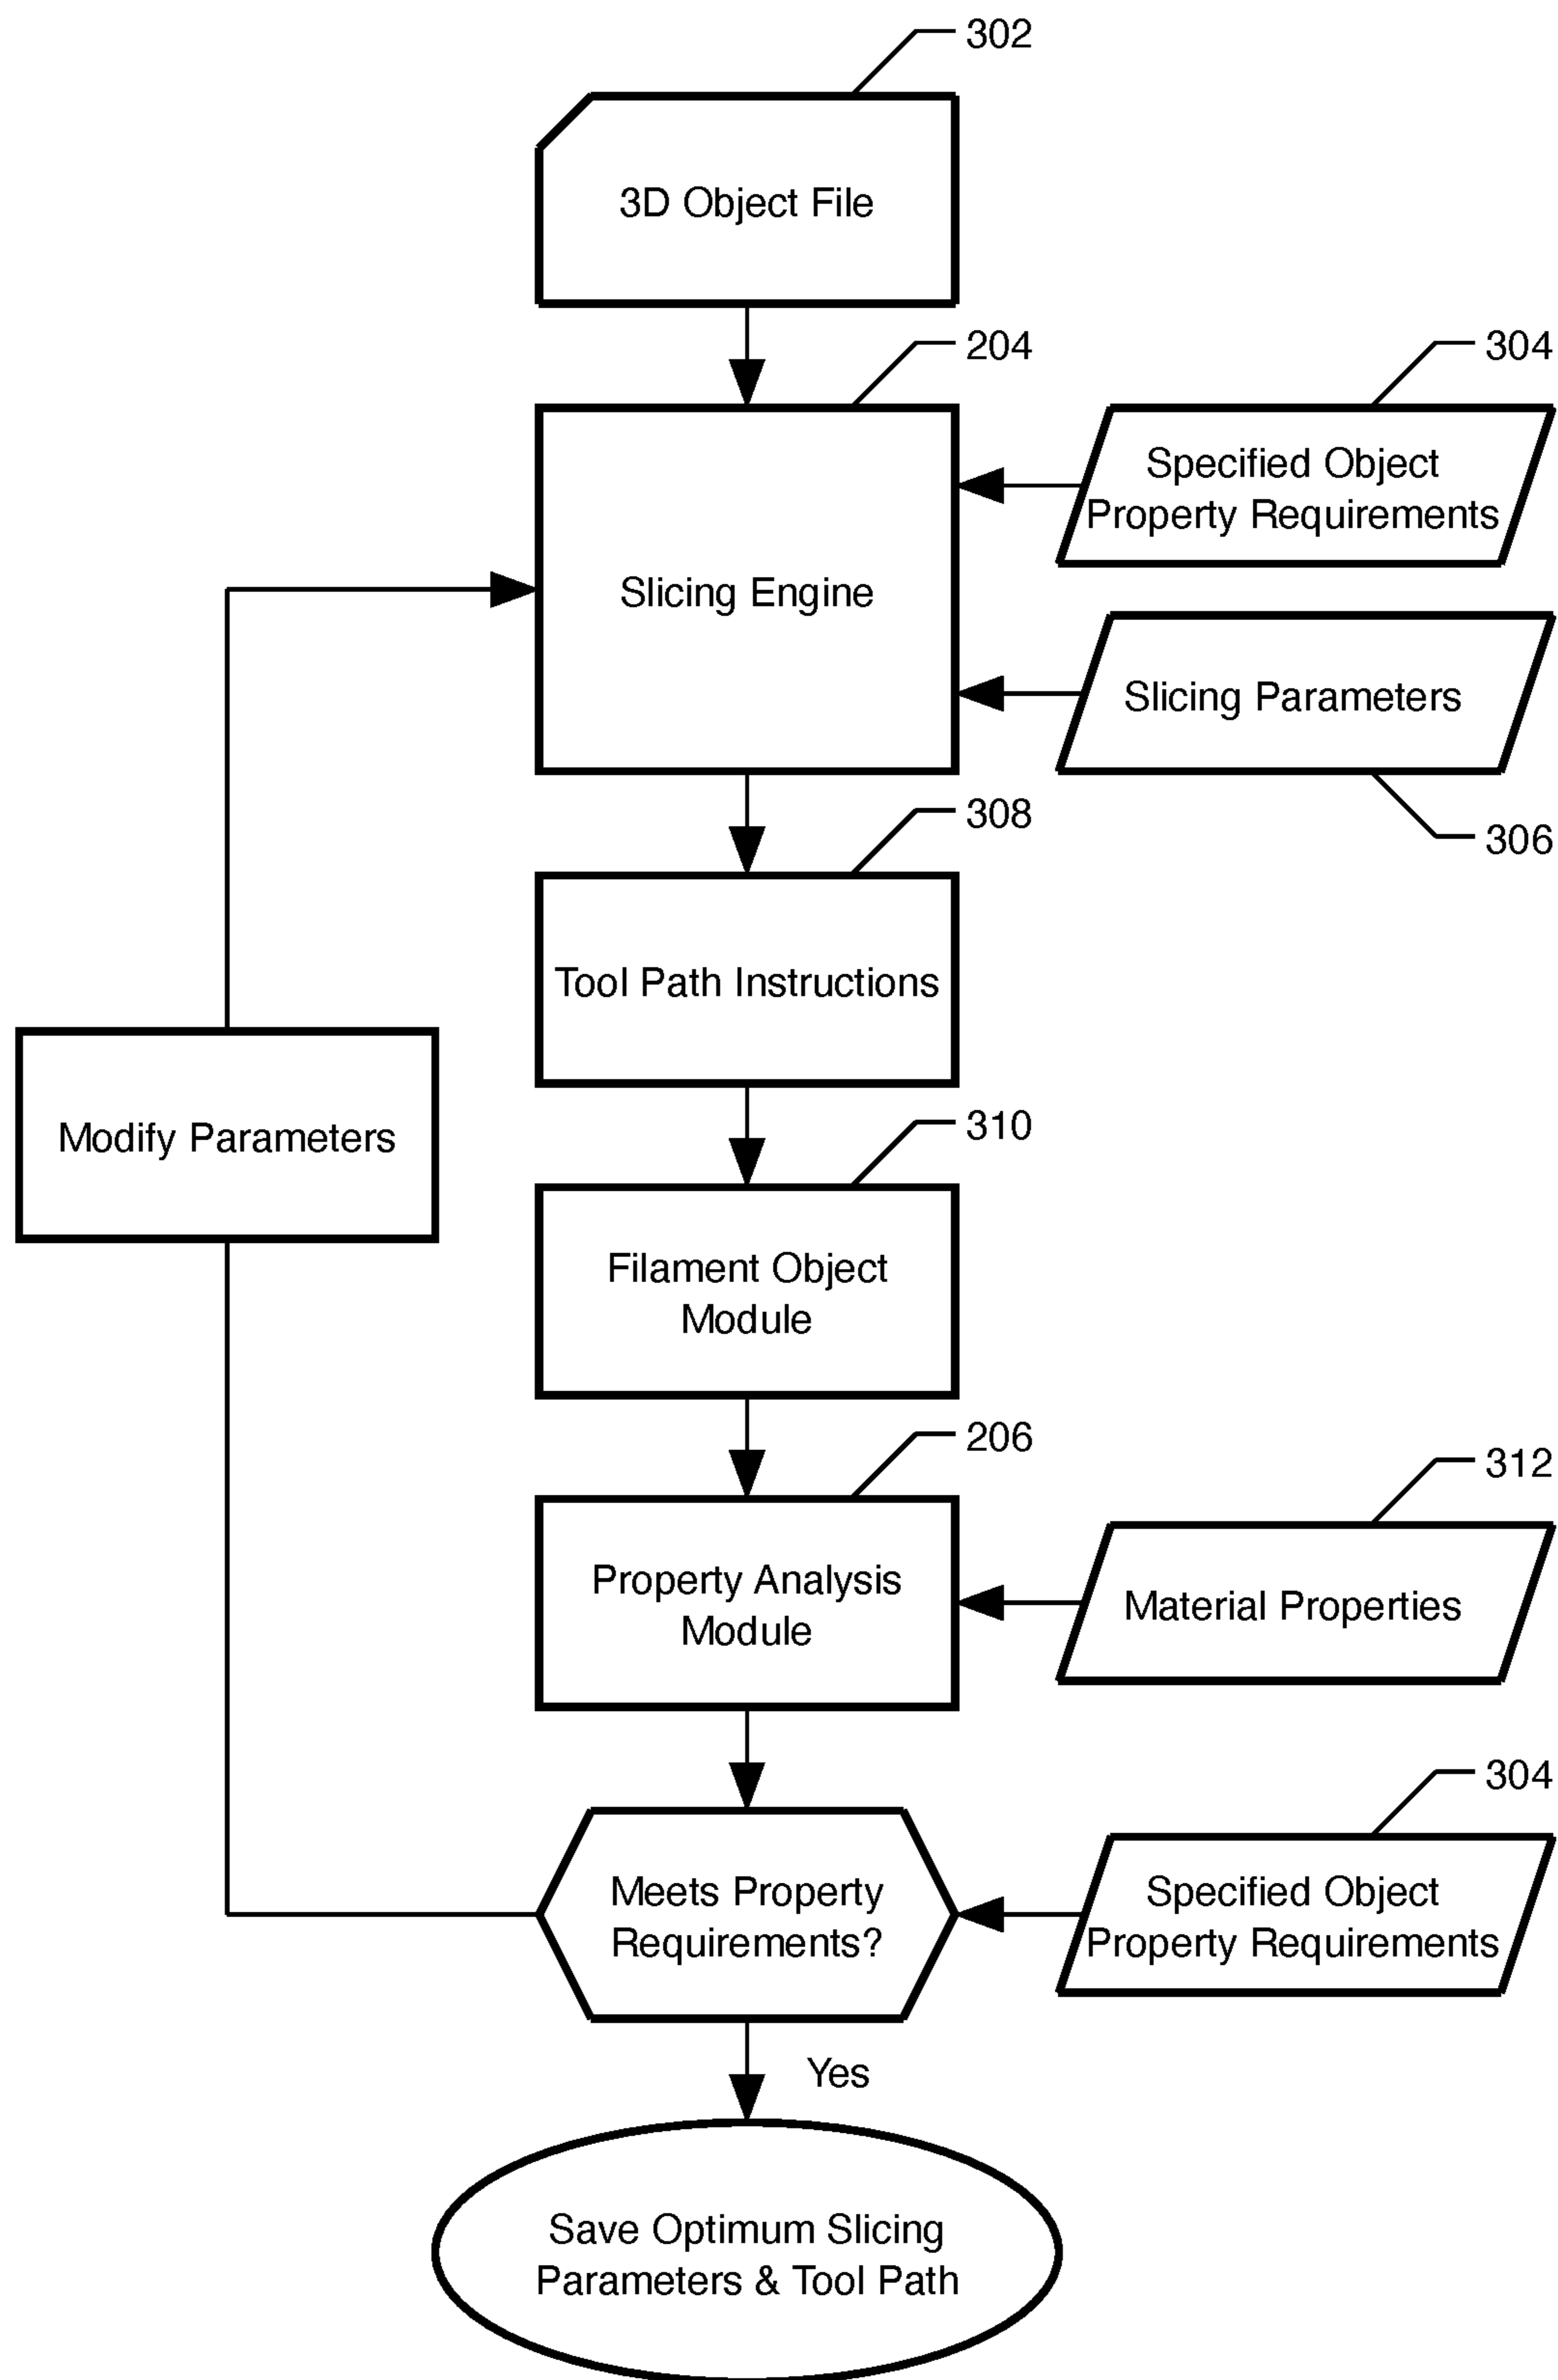 302
3D Object File
204
304
Specified Object
Property Requirements
Slicing Engine
Slicing Parameters
308
306
Tool Path Instructions
Modify Parameters
310
Filament Object
Module
206
312
Property Analysis
Module
Material Properties
304
Meets Property
Requirements?
Specified Object
Property Requirements
Yes
Save Optimum Slicing
Parameters & Tool Path